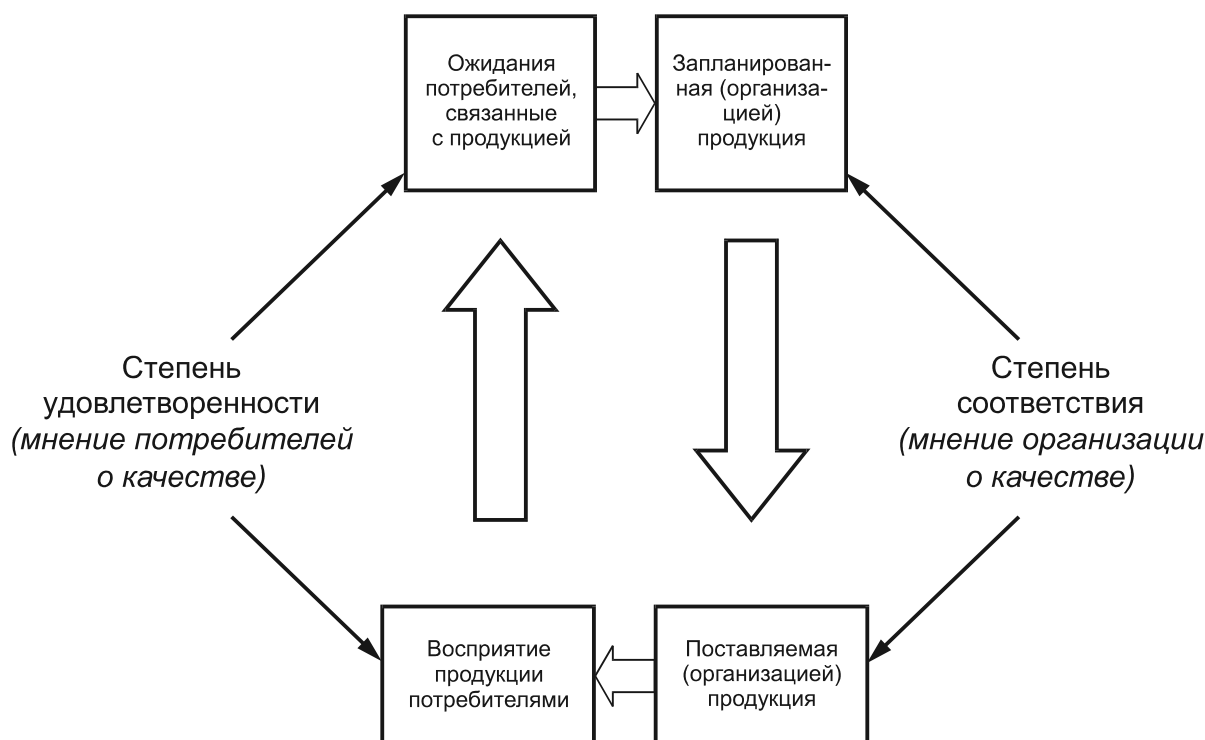 Ожидания
потребителей,
связанные
с продукцией
Запланирован-
ная (организа-
цией)
продукция
Степень
удовлетворенности
(мнение потребителей
о качестве)
Степень
соответствия
(мнение организации
о качестве)
Восприятие
продукции
потребителями
Поставляемая
(организацией)
продукция